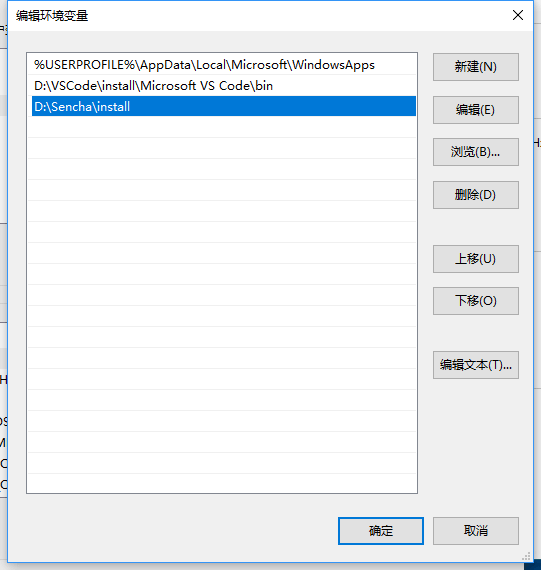 编辑环境变量
%USERPROFILE%\AppData\Local\Microsoft\WindowsApps
D:\VSCode\install\Microsoft VS Code\bin
D:\Sencha\install
新建(N)
编辑(E)
浏览(B)...
删除(D)
上移(U)
下移(O)
编辑文本(T)...
确定
取消